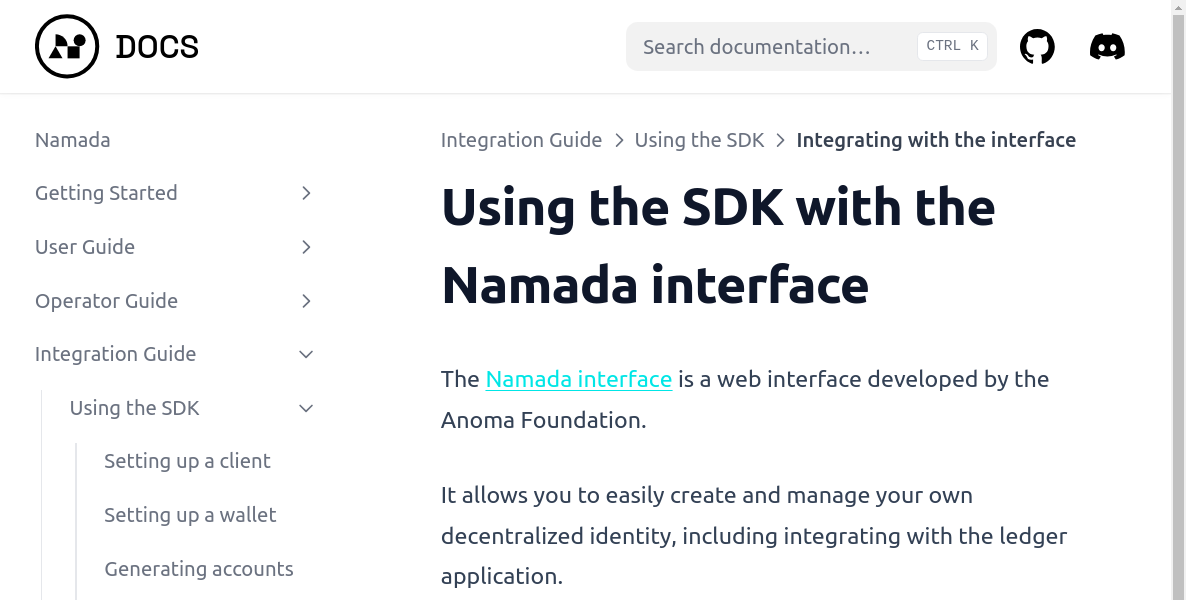 DOCS
Search documentation…
CTRL K
Namada
Getting Started
User Guide
Operator Guide
Integration Guide
Using the SDK
Setting up a client
Setting up a wallet
Generating accounts
Integration Guide
Using the SDK
Integrating with the interface
Using the SDK with the
Namada interface
The Namada interface is a web interface developed by the
Anoma Foundation.
It allows you to easily create and manage your own
decentralized identity, including integrating with the ledger
application.